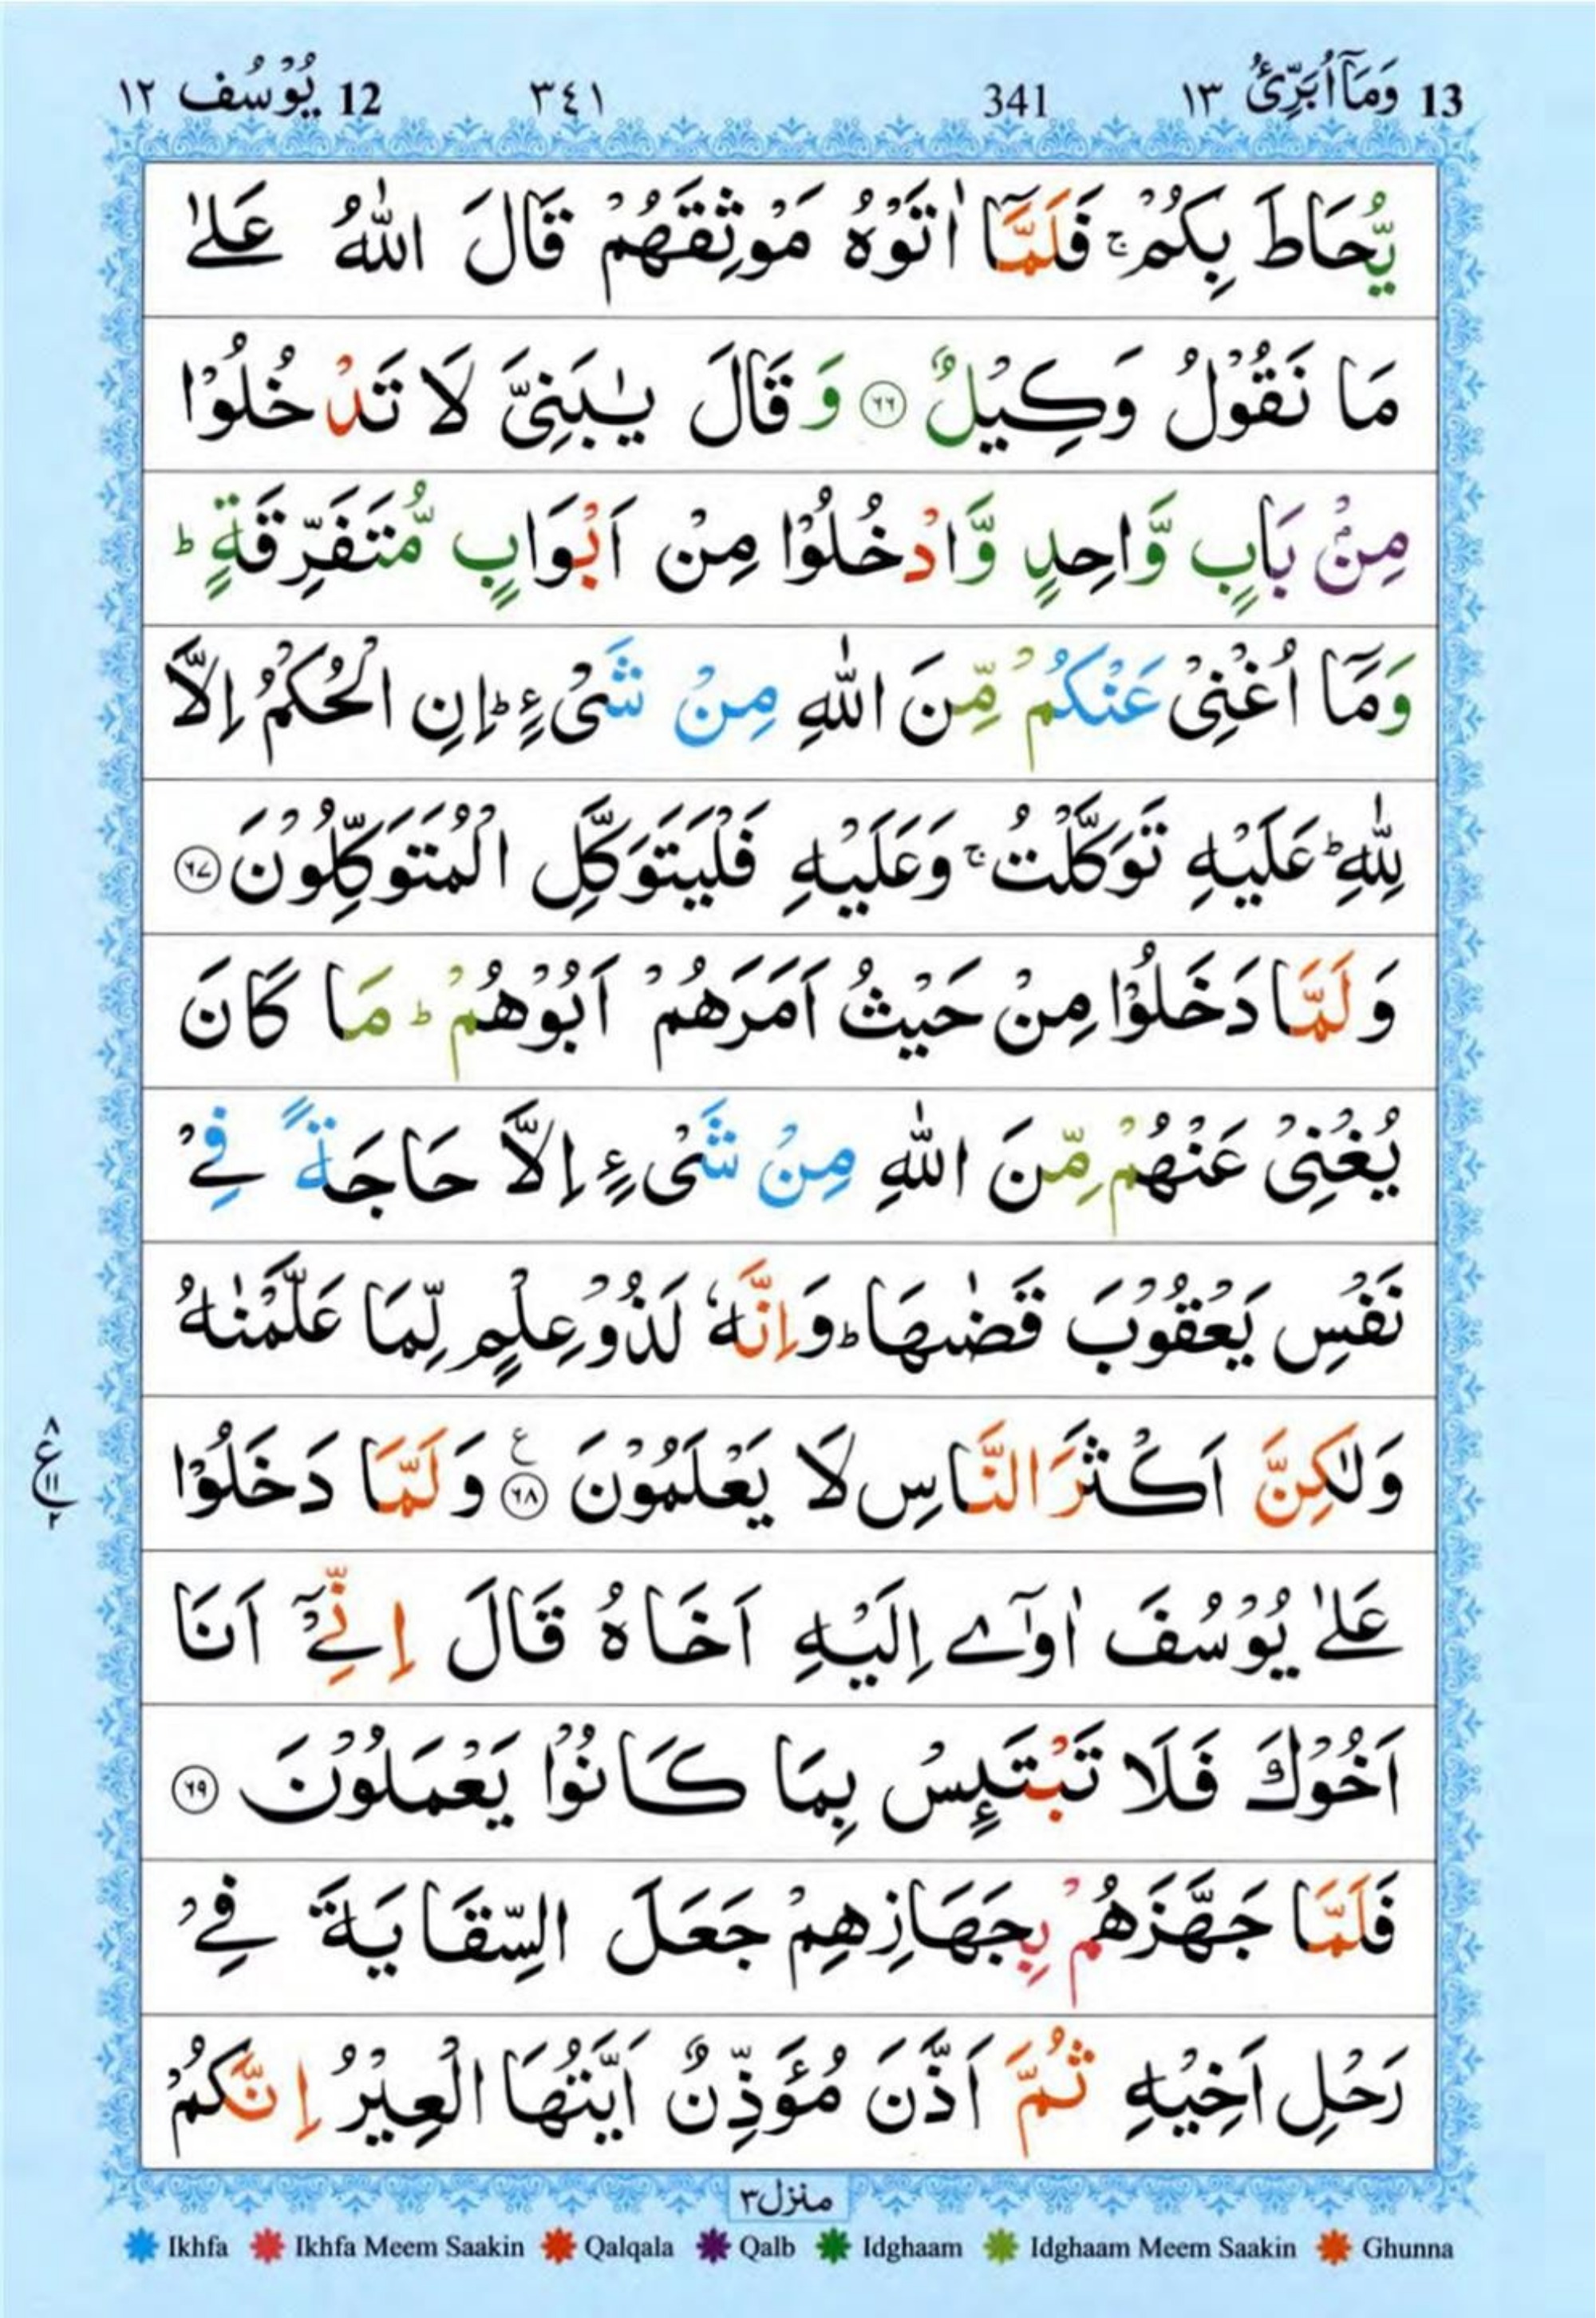 13 وَمَآ اُبَرِّئُ ١٣ 341 ٣٤١ 12 يُوْسُف ١٢
يُّحَاطَ بِكُمْ ۚ فَلَمَّآ اٰتَوْهُ مَوْثِقَهُمْ قَالَ اللّٰهُ عَلٰى
مَا نَقُوْلُ وَكِيْلٌ ۝٦٦ وَقَالَ يٰبَنِىَّ لَا تَدْخُلُوْا
مِنْۢ بَابٍ وَّاحِدٍ وَّادْخُلُوْا مِنْ اَبْوَابٍ مُّتَفَرِّقَةٍ ؕ
وَمَآ اُغْنِىْ عَنْكُمْ مِّنَ اللّٰهِ مِنْ شَىْءٍ ؕ اِنِ الْحُكْمُ اِلَّا
لِلّٰهِ ؕ عَلَيْهِ تَوَكَّلْتُ ۚ وَعَلَيْهِ فَلْيَتَوَكَّلِ الْمُتَوَكِّلُوْنَ ۝٦٧
وَلَمَّا دَخَلُوْا مِنْ حَيْثُ اَمَرَهُمْ اَبُوْهُمْ ؕ مَا كَانَ
يُغْنِىْ عَنْهُمْ مِّنَ اللّٰهِ مِنْ شَىْءٍ اِلَّا حَاجَةً فِىْ
نَفْسِ يَعْقُوْبَ قَضٰىهَا ؕ وَاِنَّهٗ لَذُوْ عِلْمٍ لِّمَا عَلَّمْنٰهُ
وَلٰكِنَّ اَكْثَرَ النَّاسِ لَا يَعْلَمُوْنَ ۝٦٨ ع وَلَمَّا دَخَلُوْا
٨ ع ١١ ٢
عَلٰى يُوْسُفَ اٰوٰٓى اِلَيْهِ اَخَاهُ قَالَ اِنِّىْٓ اَنَا
اَخُوْكَ فَلَا تَبْتَئِسْ بِمَا كَانُوْا يَعْمَلُوْنَ ۝٦٩
فَلَمَّا جَهَّزَهُمْ بِجَهَازِهِمْ جَعَلَ السِّقَايَةَ فِىْ
رَحْلِ اَخِيْهِ ثُمَّ اَذَّنَ مُؤَذِّنٌ اَيَّتُهَا الْعِيْرُ اِنَّكُمْ
منزل٣
Ikhfa Ikhfa Meem Saakin Qalqala Qalb Idghaam Idghaam Meem Saakin Ghunna